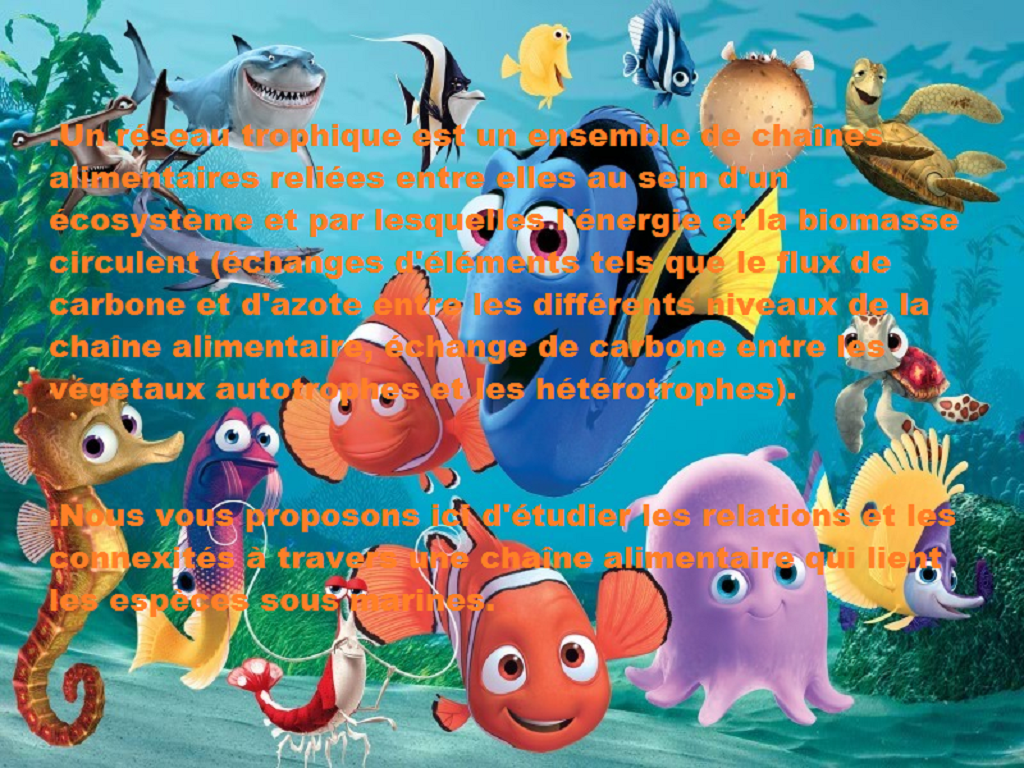 .Un réseau trophique est un ensemble de chaînes
alimentaires reliées entre elles au sein d'un
écosystème et par lesquelles l'énergie et la biomasse
circulent (échanges d'éléments tels que le flux de
carbone et d'azote entre les différents niveaux de la
chaîne alimentaire, échange de carbone entre les
végétaux autotrophes et les hétérotrophes).
.Nous vous proposons ici d'étudier les relations et les
connexités à travers une chaîne alimentaire qui lient
les espèces sous marines.